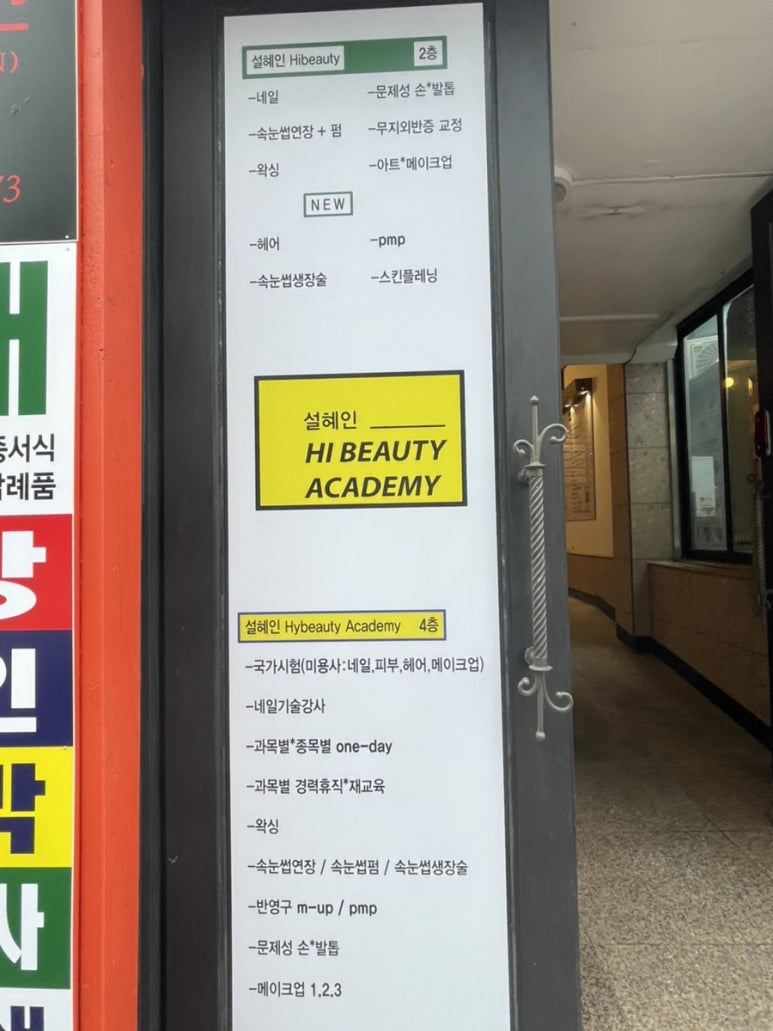 설혜인 Hibeauty 2층
-네일 -문제성 손*발톱
-속눈썹연장 + 펌 -무지외반증 교정
-왁싱 -아트*메이크업
NEW
-헤어 -pmp
-속눈썹생장술 -스킨플레닝
설혜인
HI BEAUTY
ACADEMY
설혜인 Hybeauty Academy 4층
-국가시험(미용사:네일,피부,헤어,메이크업)
-네일기술강사
-과목별*종목별 one-day
-과목별 경력휴직*재교육
-왁싱
-속눈썹연장 / 속눈썹펌 / 속눈썹생장술
-반영구 m-up / pmp
-문제성 손*발톱
-메이크업 1.2.3